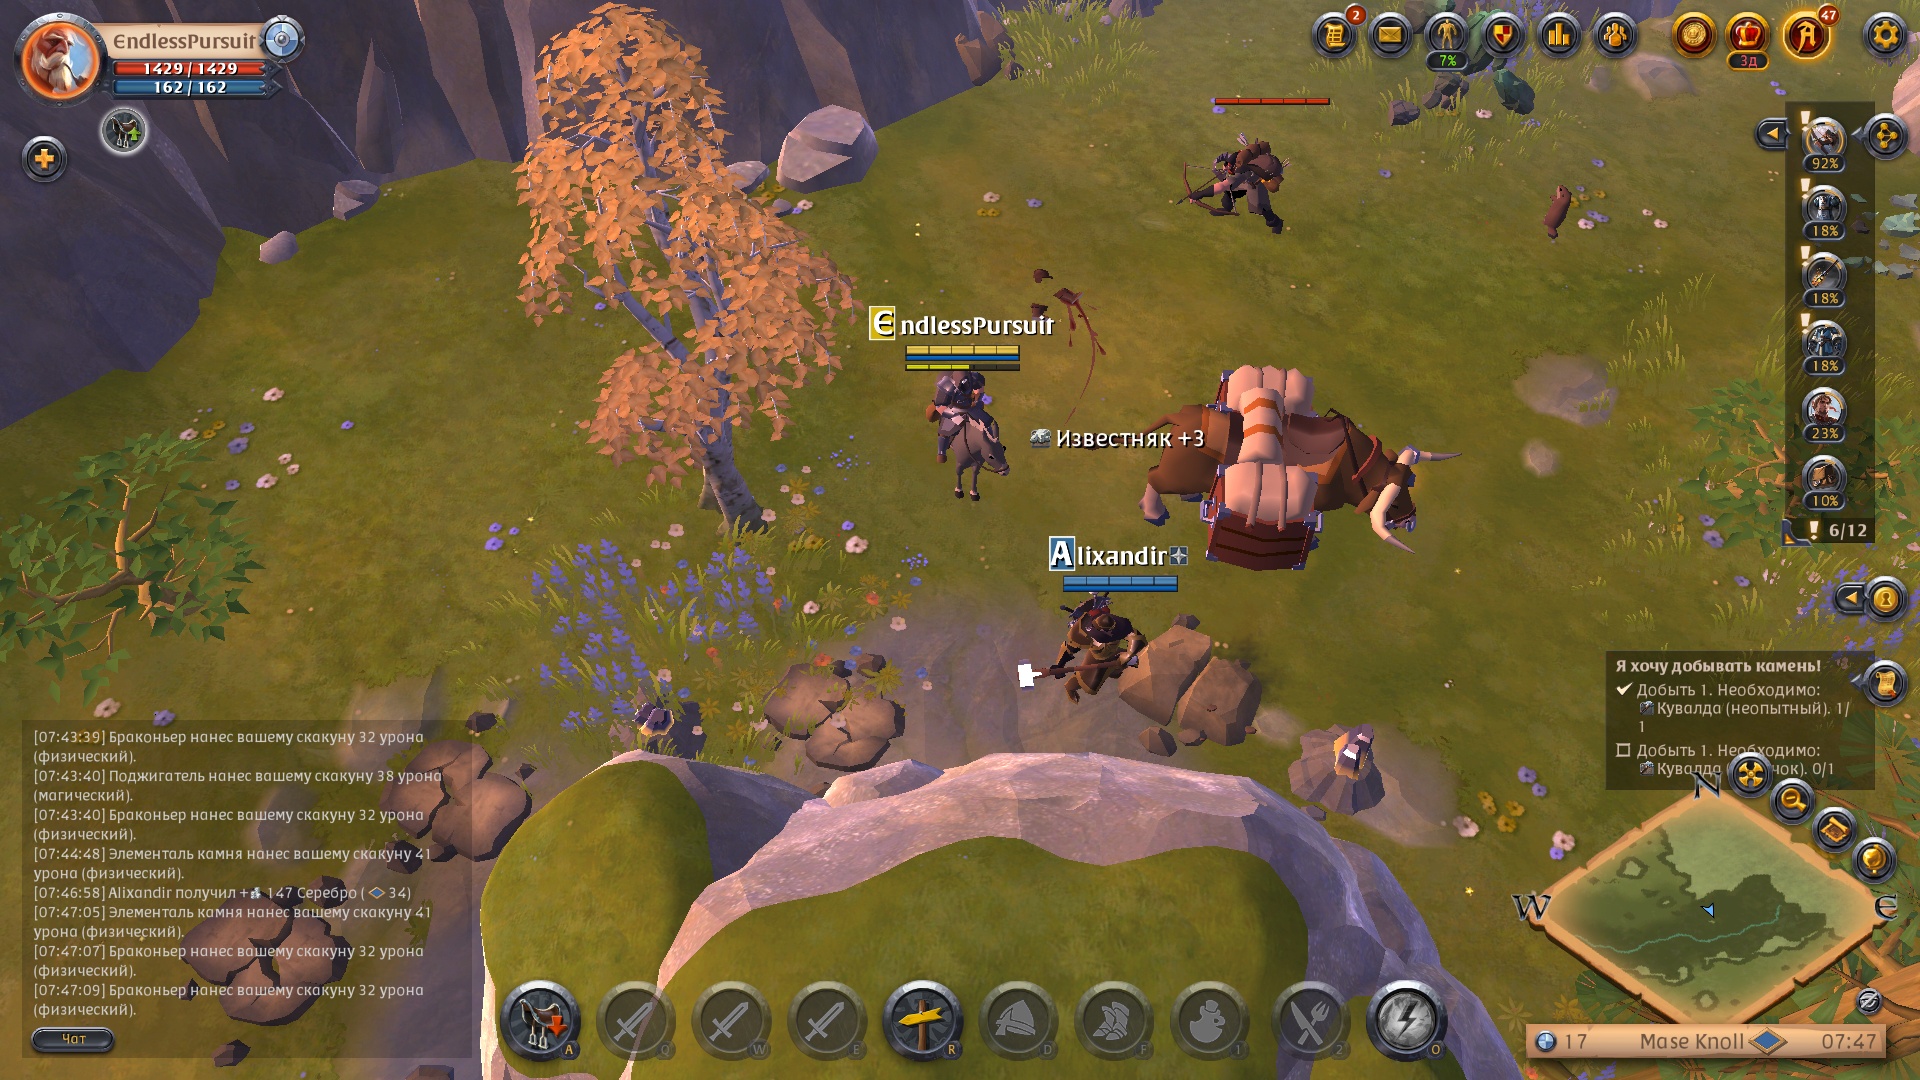 EndlessPursuit
1429 / 1429
162 / 162
2
7%
3д
47
92%
18%
18%
18%
23%
10%
6/12
EndlessPursuit
Известняк +3
Alixandir
Я хочу добывать камень!
Добыть 1. Необходимо:
Кувалда (неопытный). 1/
1
Добыть 1. Необходимо:
Кувалда 0/1
N
W
E
[07:43:39] Браконьер нанес вашему скакуну 32 урона
(физический).
[07:43:40] Поджигатель нанес вашему скакуну 38 урона
(магический).
[07:43:40] Браконьер нанес вашему скакуну 32 урона
(физический).
[07:44:48] Элементаль камня нанес вашему скакуну 41
урона (физический).
[07:46:58] Alixandir получил + 147 Серебро ( 34)
[07:47:05] Элементаль камня нанес вашему скакуну 41
урона (физический).
[07:47:07] Браконьер нанес вашему скакуну 32 урона
(физический).
[07:47:09] Браконьер нанес вашему скакуну 32 урона
(физический).
Чат
A
Q
W
E
R
D
F
1
2
O
17
Mase Knoll
07:47